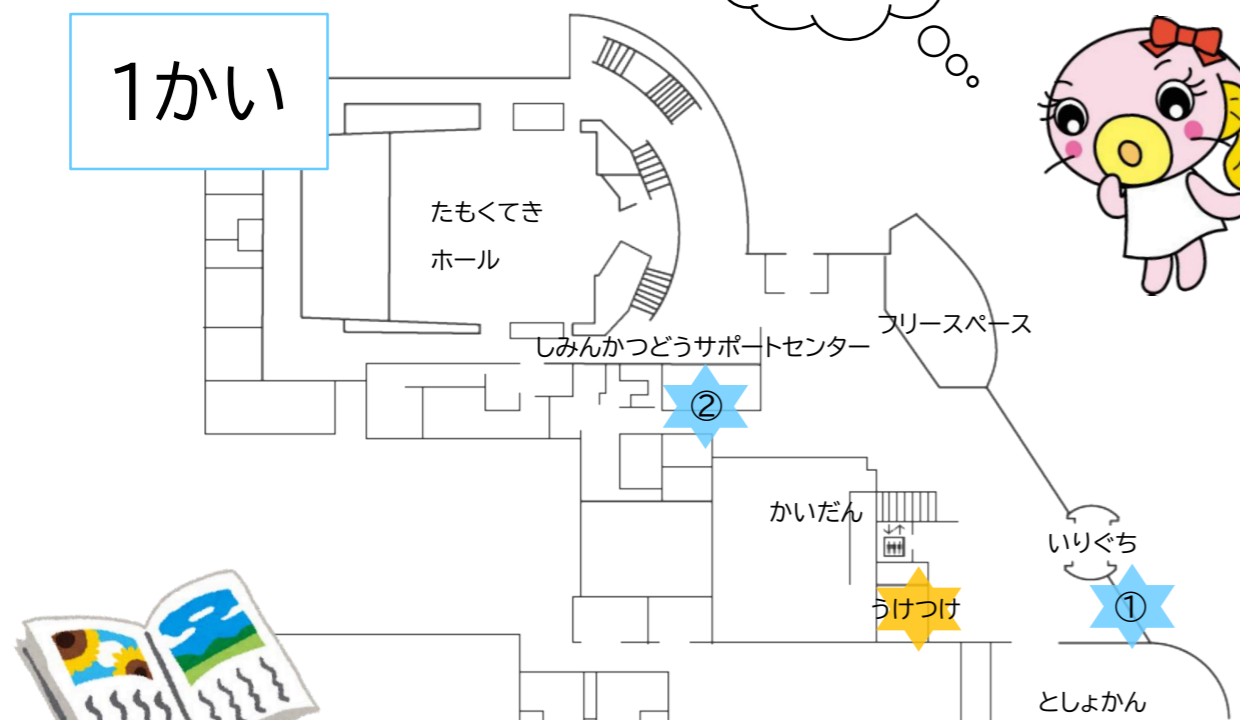 1かい
たもくてき
ホール
フリースペース
しみんかつどうサポートセンター
②
かいだん
いりぐち
うけつけ
①
としょかん